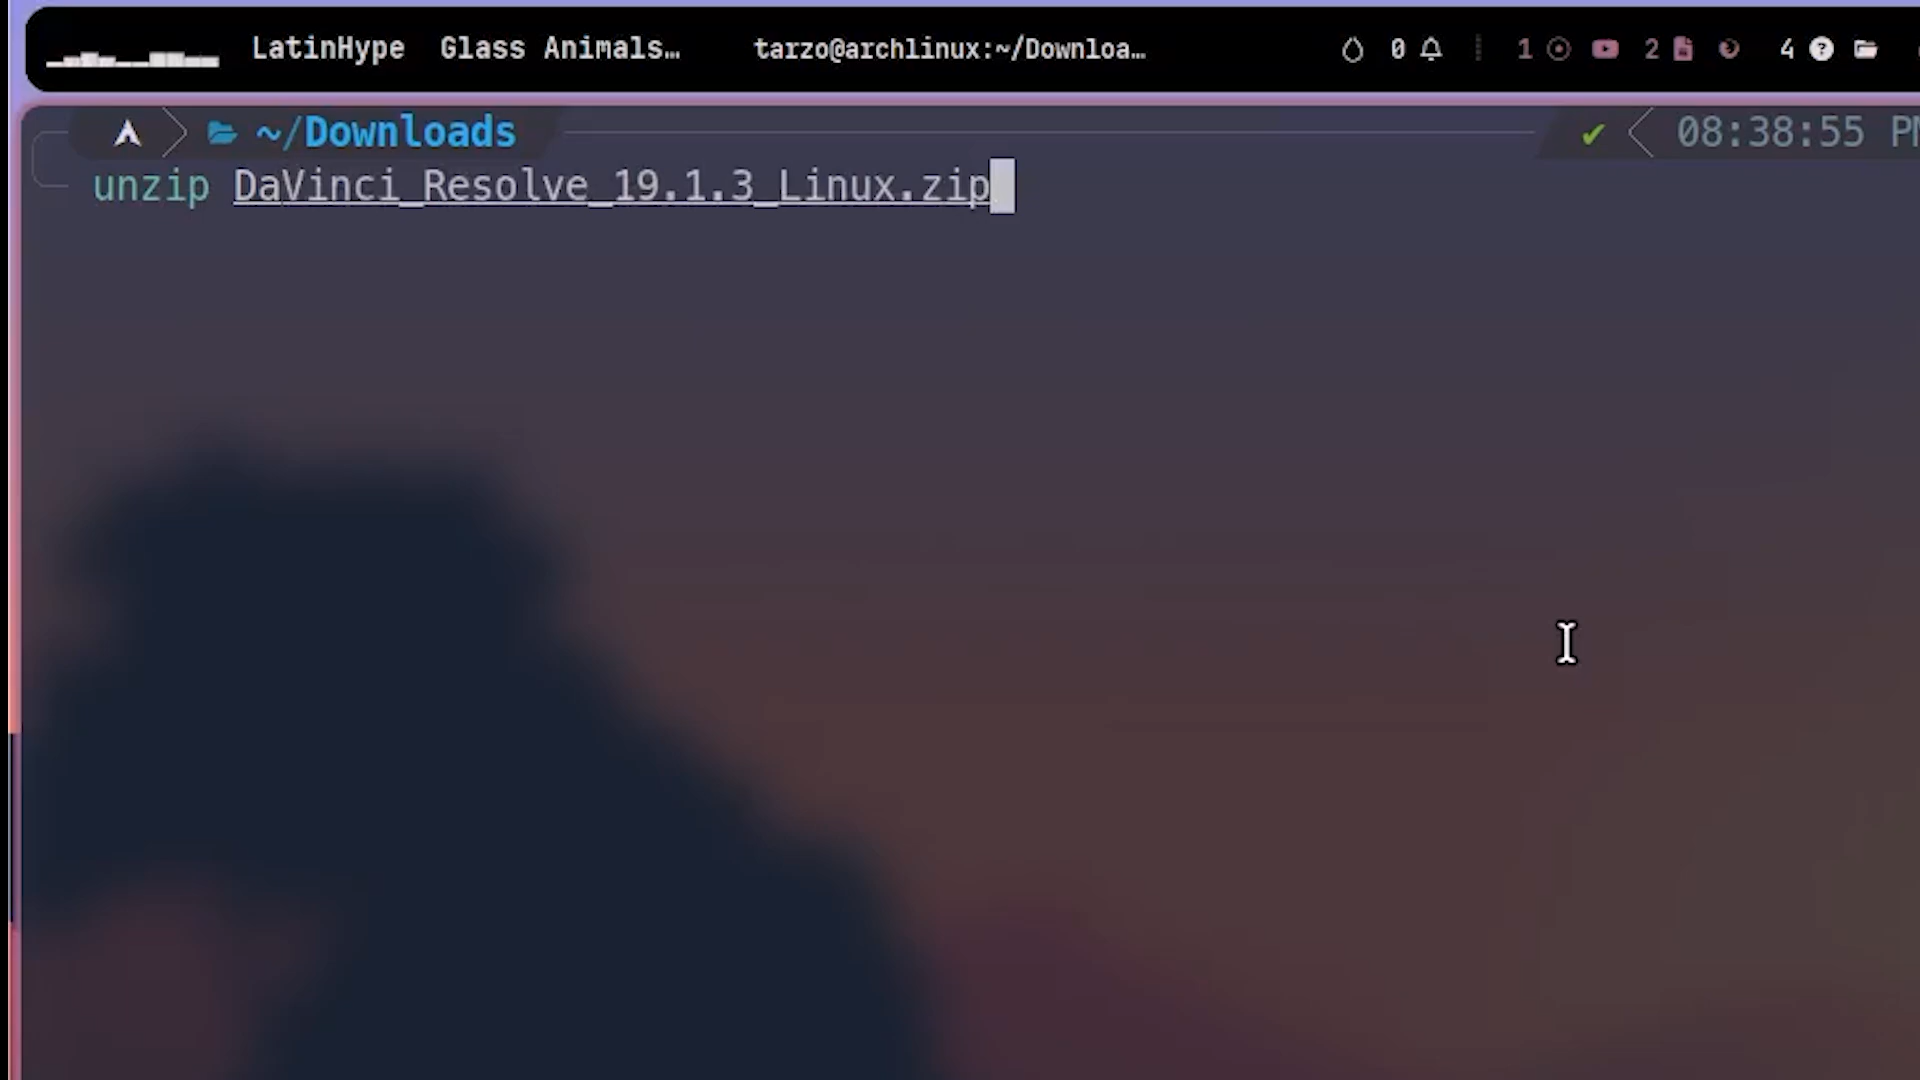 LatinHype Glass Animals… tarzo@archlinux:~/Downloa… 0 1 2 4
~/Downloads 08:38:55 PM
unzip DaVinci_Resolve_19.1.3_Linux.zip